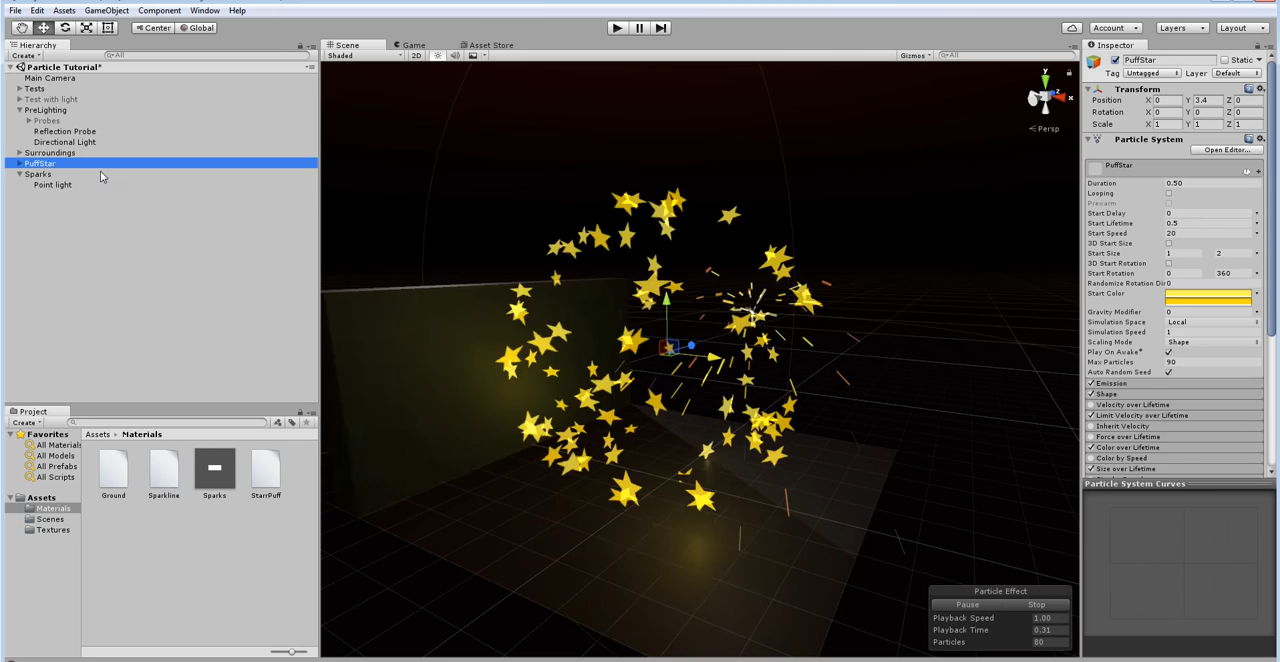 File Edit Assets GameObject Component Window Help
Center Global
Account Layers Layout
Hierarchy
Create All
Particle Tutorial*
Main Camera
Tests
Test with light
PreLighting
Probes
Reflection Probe
Directional Light
Surroundings
PuffStar
Sparks
Point light
Scene Game Asset Store
Shaded 2D Gizmos All
y
z
x
Persp
Particle Effect
Pause Stop
Playback Speed 1.00
Playback Time 0.31
Particles 80
Project
Create
Favorites
All Materials
All Models
All Prefabs
All Scripts
Assets
Materials
Scenes
Textures
Assets Materials
Ground Sparkline Sparks StarrPuff
Inspector
PuffStar Static
Tag Untagged Layer Default
Transform
Position X 0 Y 3.4 Z 0
Rotation X 0 Y 0 Z 0
Scale X 1 Y 1 Z 1
Particle System
Open Editor...
PuffStar
Duration 0.50
Looping
Prewarm
Start Delay 0
Start Lifetime 0.5
Start Speed 20
3D Start Size
Start Size 1 2
3D Start Rotation
Start Rotation 0 360
Randomize Rotation Dir 0
Start Color
Gravity Modifier 0
Simulation Space Local
Simulation Speed 1
Scaling Mode Shape
Play On Awake*
Max Particles 90
Auto Random Seed
Emission
Shape
Velocity over Lifetime
Limit Velocity over Lifetime
Inherit Velocity
Force over Lifetime
Color over Lifetime
Color by Speed
Size over Lifetime
Particle System Curves